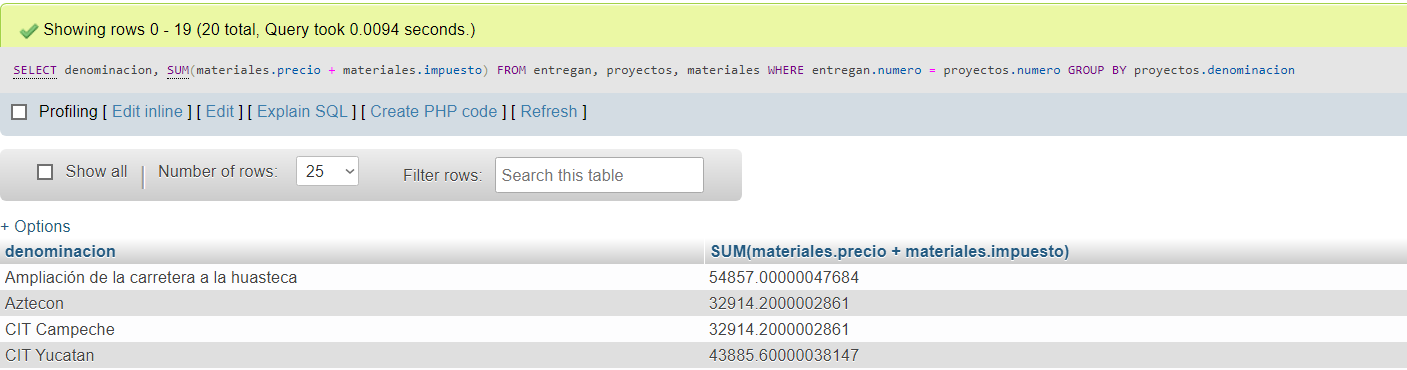 Showing rows 0 - 19 (20 total, Query took 0.0094 seconds.)
SELECT denominacion, SUM(materiales.precio + materiales.impuesto) FROM entregan, proyectos, materiales WHERE entregan.numero = proyectos.numero GROUP BY proyectos.denominacion
Profiling [ Edit inline ] [ Edit ] [ Explain SQL ] [ Create PHP code ] [ Refresh ]
Show all | Number of rows: 25 Filter rows: Search this table
+ Options
denominacion SUM(materiales.precio + materiales.impuesto)
Ampliación de la carretera a la huasteca 54857.00000047684
Aztecon 32914.2000002861
CIT Campeche 32914.2000002861
CIT Yucatan 43885.60000038147